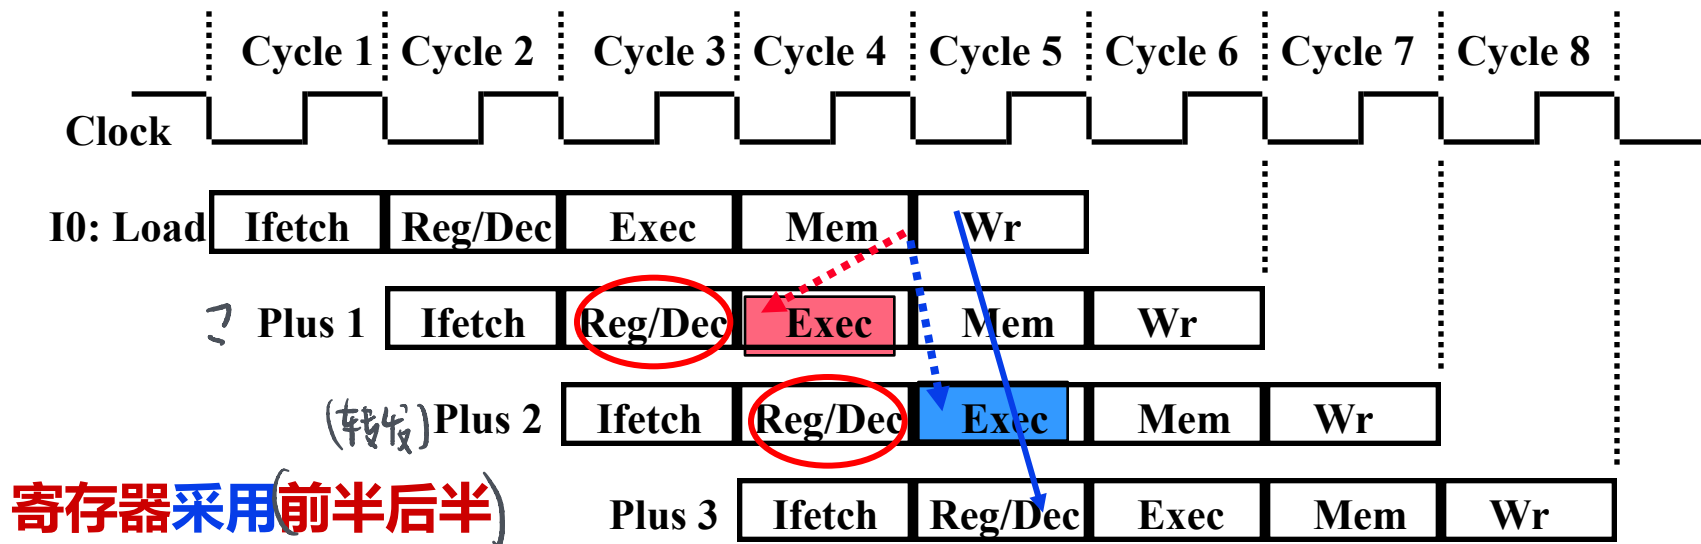 Cycle 1 Cycle 2 Cycle 3 Cycle 4 Cycle 5 Cycle 6 Cycle 7 Cycle 8
Clock
I0: Load Ifetch Reg/Dec Exec Mem Wr
Plus 1 Ifetch Reg/Dec Exec Mem Wr
(转发) Plus 2 Ifetch Reg/Dec Exec Mem Wr
寄存器采用(前半后半)
Plus 3 Ifetch Reg/Dec Exec Mem Wr